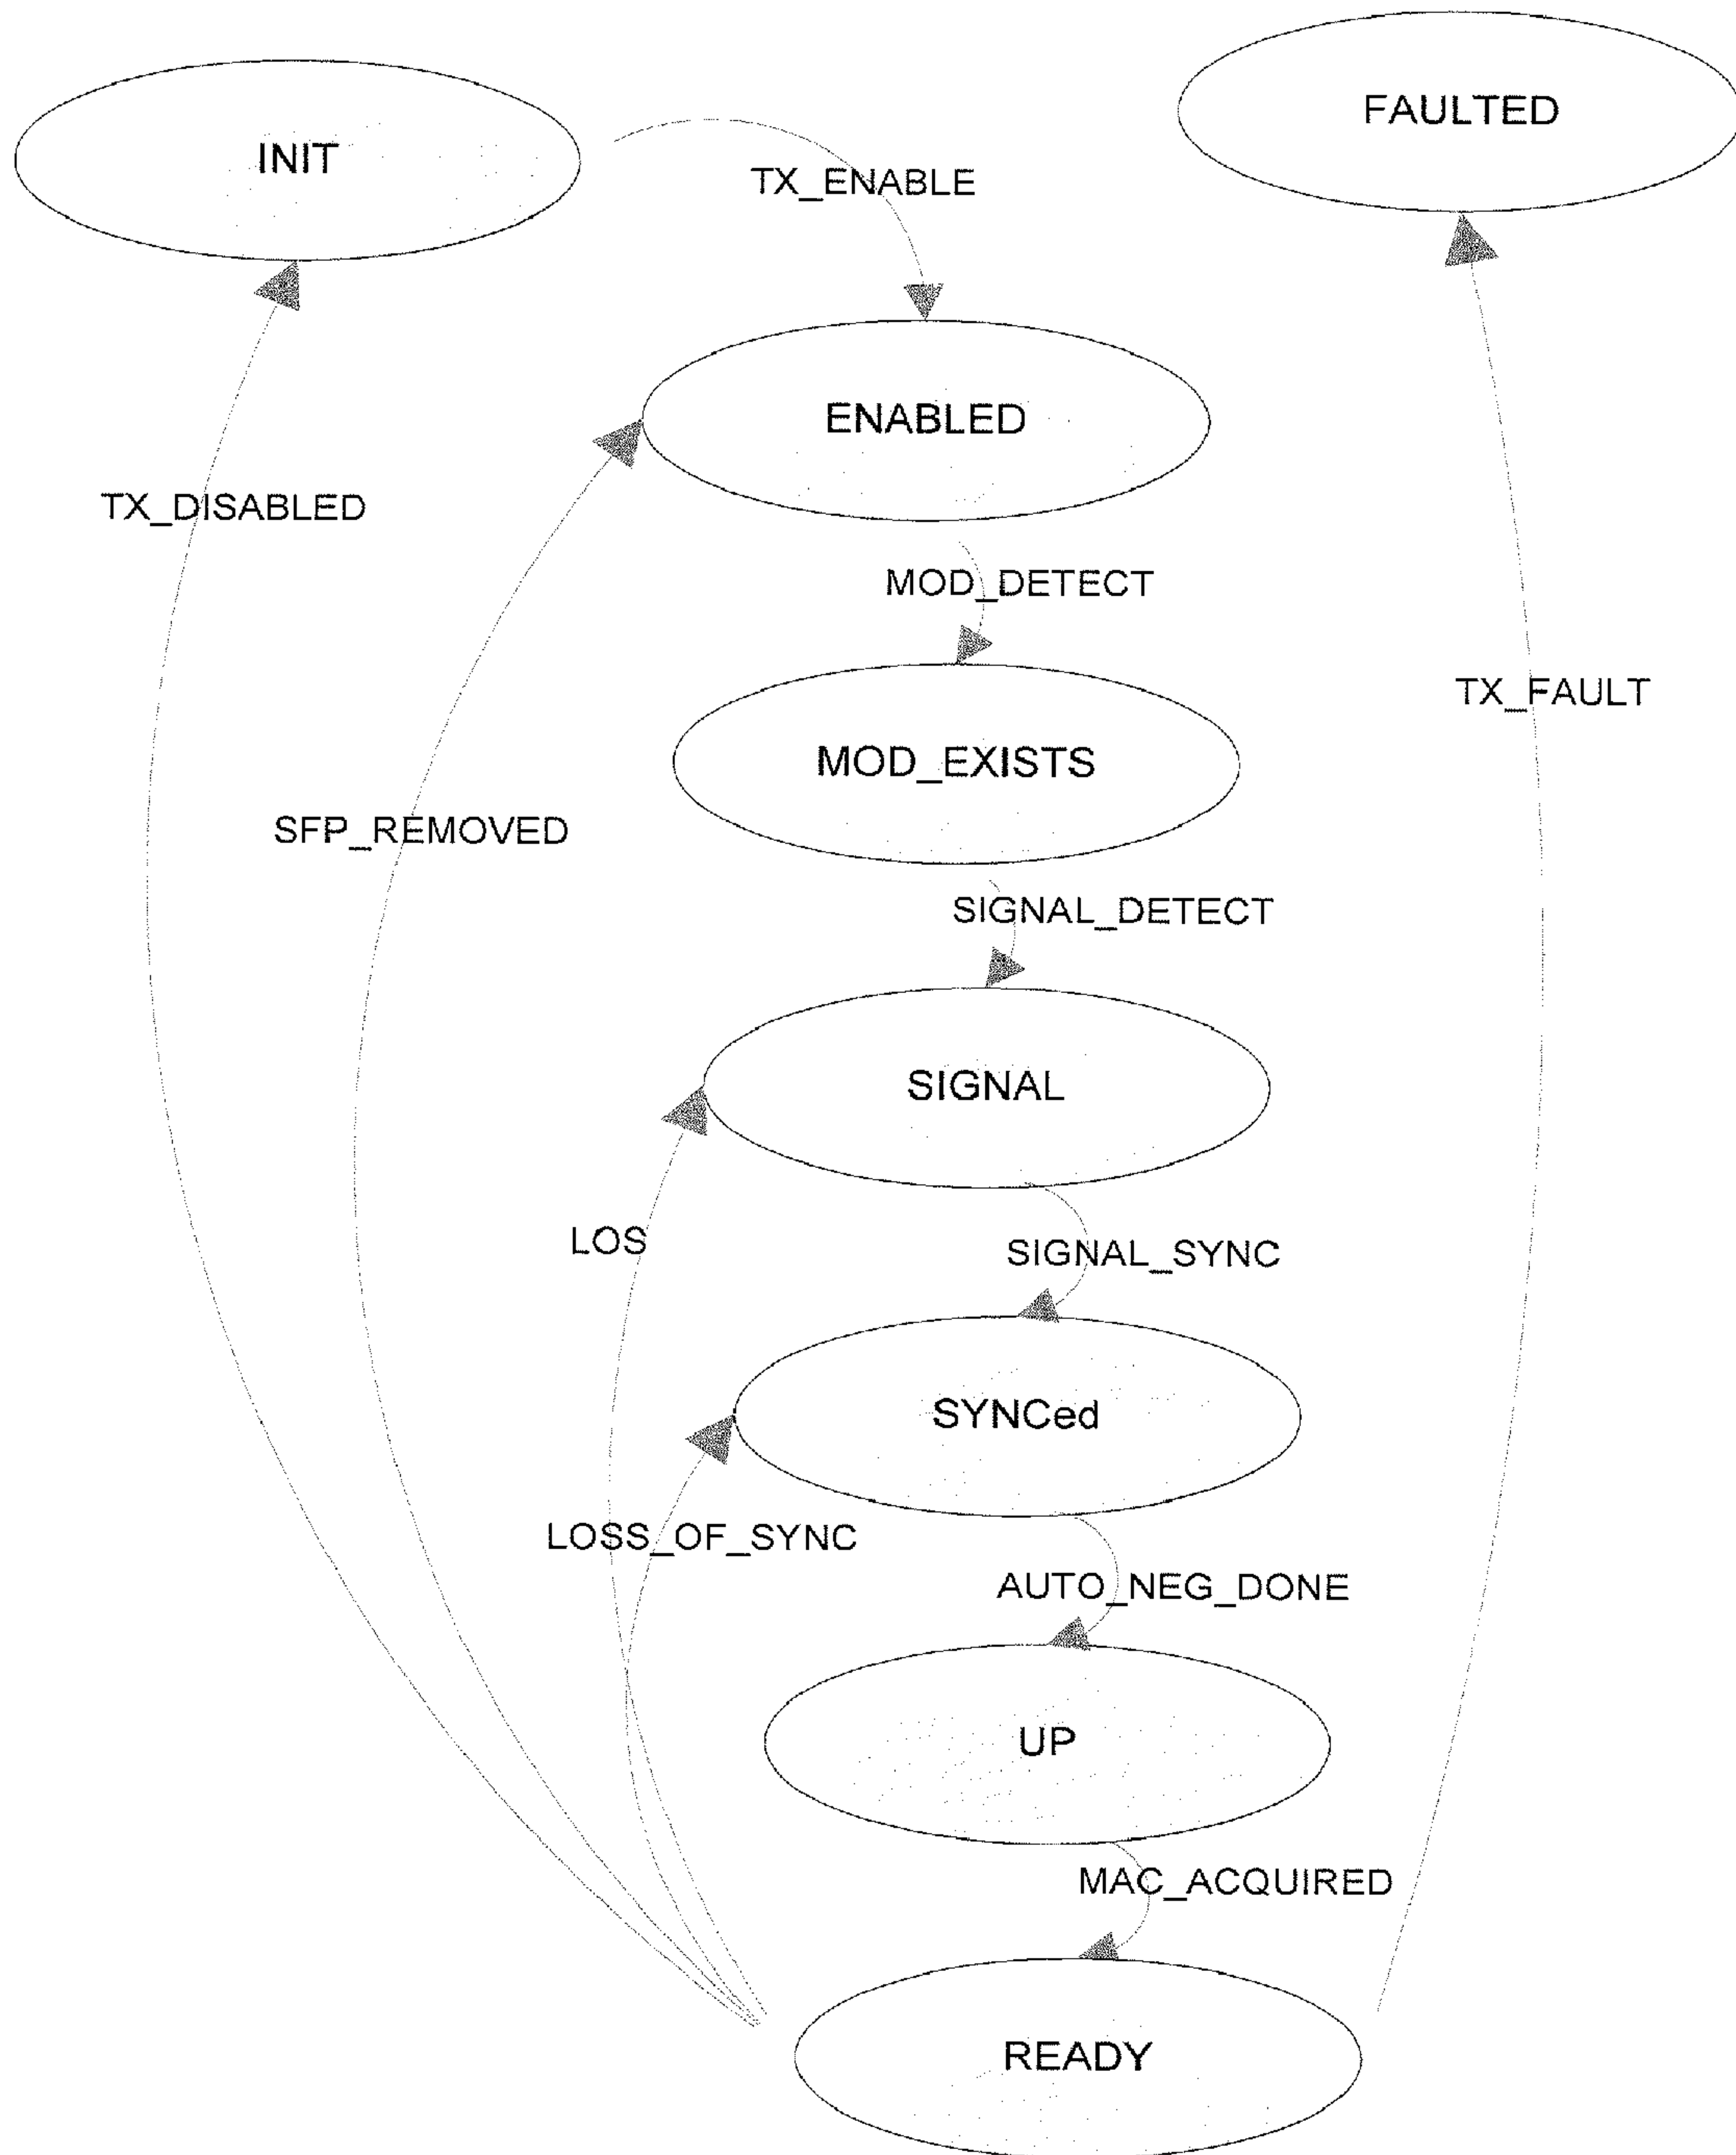 FAULTED
INIT
TX_ENABLE
ENABLED
TX_DISABLED
MOD_DETECT
TX_FAULT
MOD_EXISTS
SFP_REMOVED
SIGNAL_DETECT
SIGNAL
LOS
SIGNAL_SYNC
SYNCed
LOSS_OF_SYNC
AUTO_NEG_DONE
UP
MAC_ACQUIRED
READY